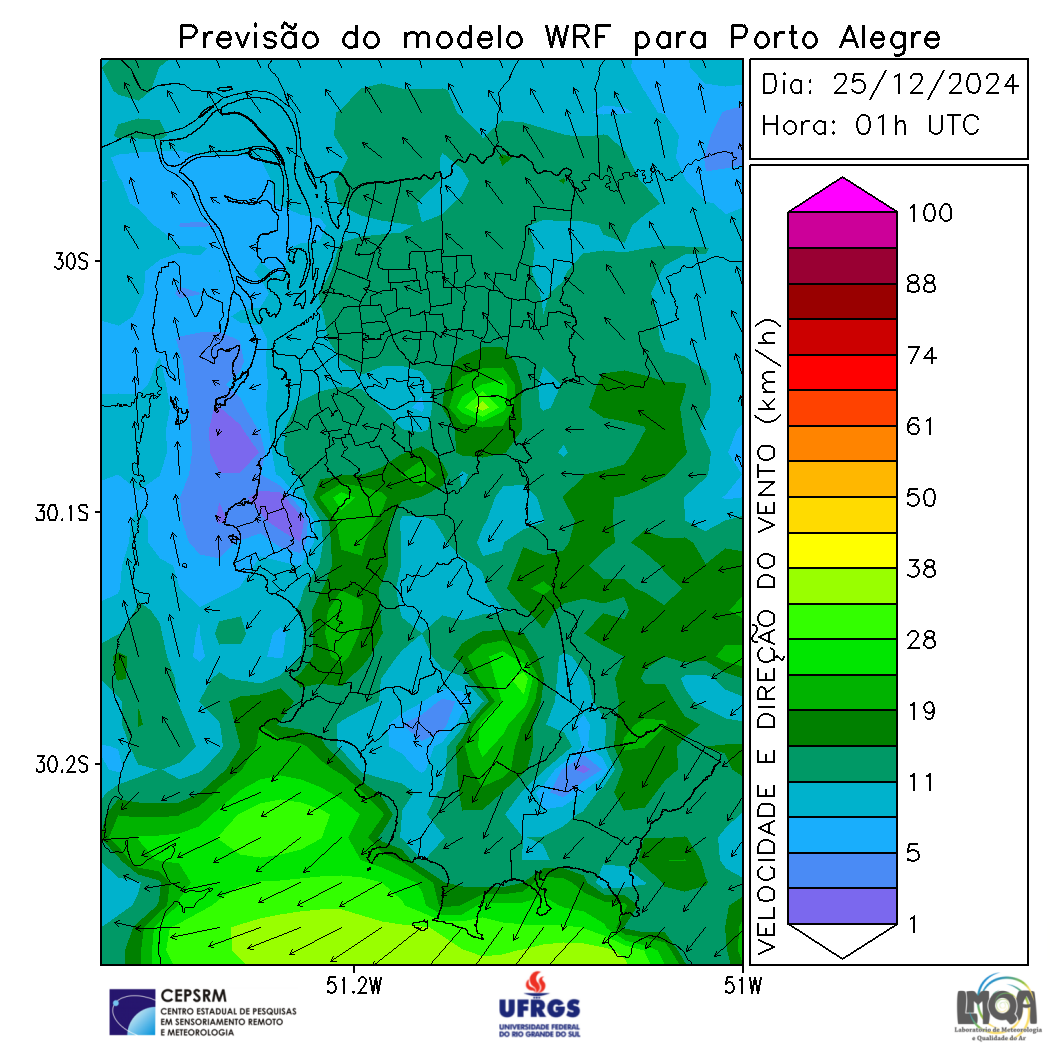 Previsão do modelo WRF para Porto Alegre
Dia: 25/12/2024
Hora: 01h UTC
30S
30.1S
30.2S
51.2W
51W
VELOCIDADE E DIREÇÃO DO VENTO (km/h)
100
88
74
61
50
38
28
19
11
5
1
CEPSRM
CENTRO ESTADUAL DE PESQUISAS
EM SENSORIAMENTO REMOTO
E METEOROLOGIA
UFRGS
UNIVERSIDADE FEDERAL
DO RIO GRANDE DO SUL
LMQA
Laboratório de Meteorologia
e Qualidade do Ar